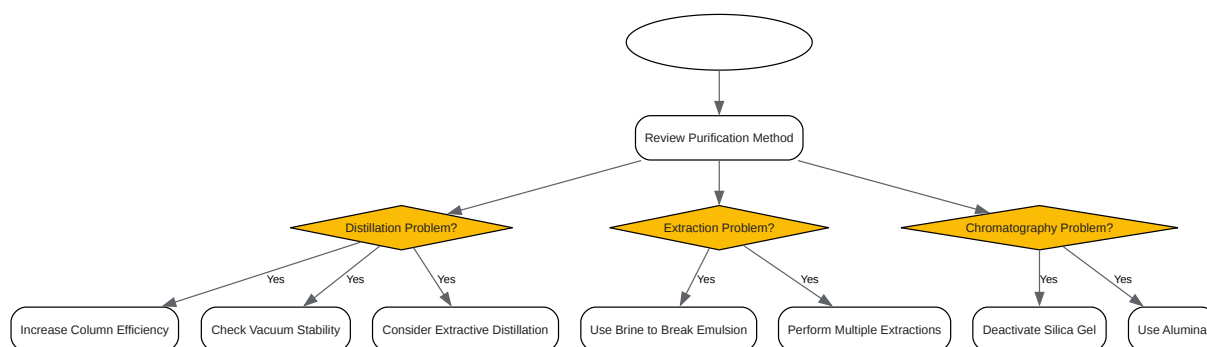 Review Purification Method
Distillation Problem?
Extraction Problem?
Chromatography Problem?
Yes
Yes
Yes
Yes
Yes
Yes
Yes
Increase Column Efficiency
Check Vacuum Stability
Consider Extractive Distillation
Use Brine to Break Emulsion
Perform Multiple Extractions
Deactivate Silica Gel
Use Alumina